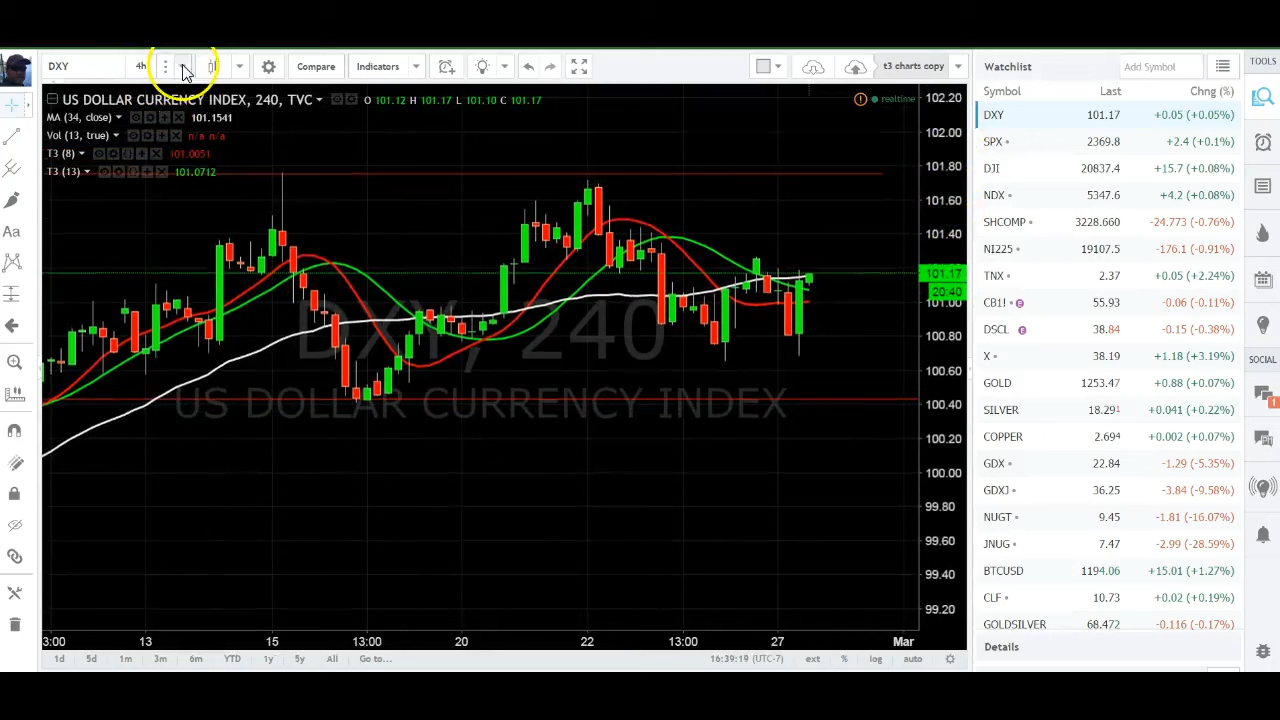 DXY
4h
Compare
Indicators
t3 charts copy
Watchlist
Add Symbol
TOOLS
US DOLLAR CURRENCY INDEX, 240, TVC
O 101.12 H 101.17 L 101.10 C 101.17
realtime
MA (34, close)
101.1541
Vol (13, true)
n/a n/a
T3 (8)
101.0051
T3 (13)
101.0712
102.20
102.00
101.80
101.60
101.40
101.17
20:40
101.00
100.80
100.60
100.40
100.20
100.00
99.80
99.60
99.40
99.20
DXY, 240
US DOLLAR CURRENCY INDEX
3:00
13
15
13:00
20
22
13:00
27
Mar
1d
5d
1m
3m
6m
YTD
1y
5y
All
Go to...
16:39:19 (UTC-7)
ext
%
log
auto
Symbol Last Chng (%)
DXY 101.17 +0.05 (+0.05%)
SPX 2369.8 +2.4 (+0.1%)
DJI 20837.4 +15.7 (+0.08%)
NDX 5347.6 +4.2 (+0.08%)
SHCOMP 3228.660 -24.773 (-0.76%)
NI225 19107.5 -176.1 (-0.91%)
TNX 2.37 +0.05 (+2.24%)
CB1! 55.93 -0.06 (-0.11%)
DSCL 38.84 -0.15 (-0.38%)
X 38.19 +1.18 (+3.19%)
GOLD 1253.47 +0.88 (+0.07%)
SILVER 18.291 +0.041 (+0.22%)
COPPER 2.694 +0.002 (+0.07%)
GDX 22.84 -1.29 (-5.35%)
GDXJ 36.25 -3.84 (-9.58%)
NUGT 9.45 -1.81 (-16.07%)
JNUG 7.47 -2.99 (-28.59%)
BTCUSD 1194.06 +15.01 (+1.27%)
CLF 10.73 +0.02 (+0.19%)
GOLDSILVER 68.472 -0.116 (-0.17%)
Details
SOCIAL
1
Aa